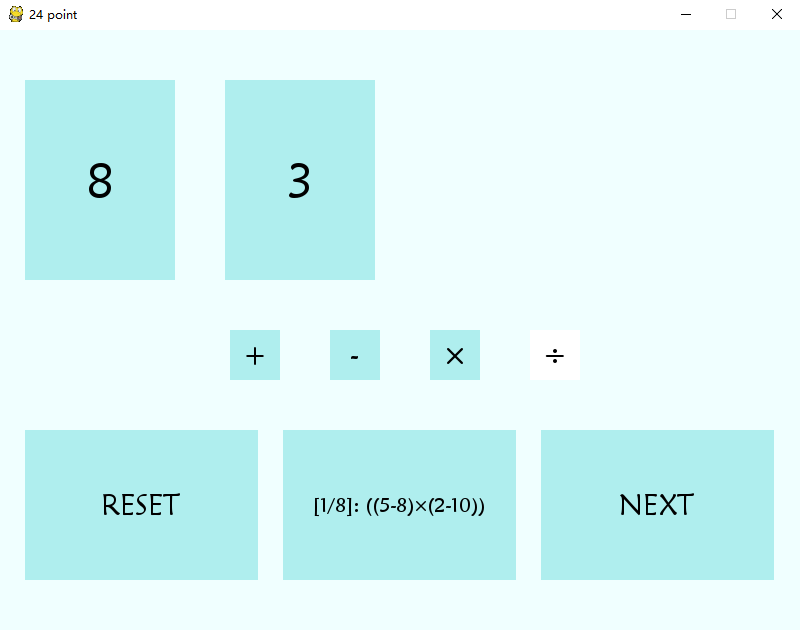 24 point
8 3
+ - × ÷
RESET [1/8]: ((5-8)×(2-10)) NEXT